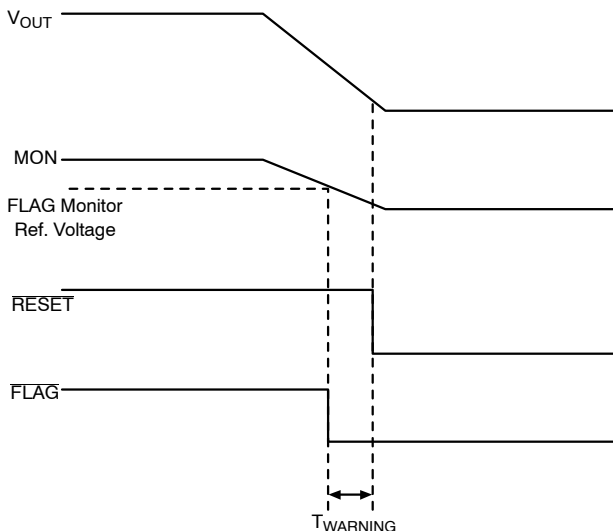 VOUT
MON
FLAG Monitor
Ref. Voltage
RESET
FLAG
TWARNING